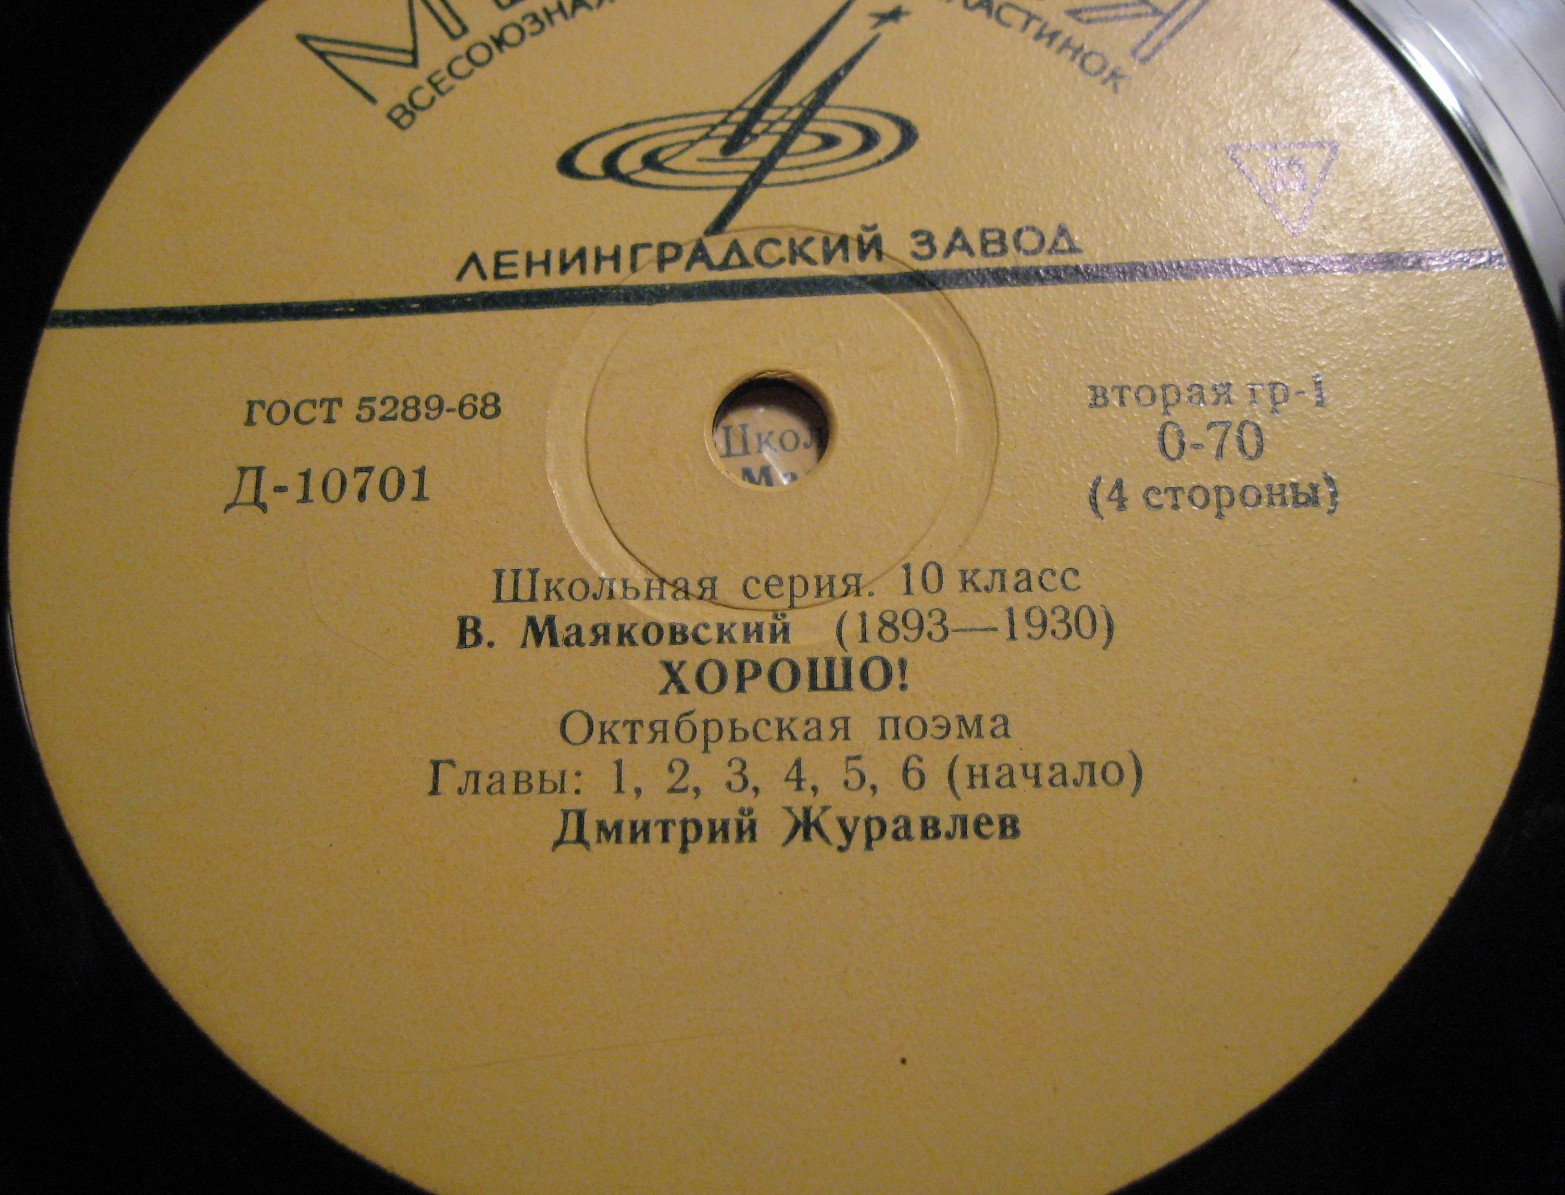 ВСЕСОЮЗНАЯ
ЛЕНИНГРАДСКИЙ ЗАВОД
ГОСТ 5289-68
Д-10701
вторая гр-1
0-70
(4 стороны)
Школьная серия. 10 класс
В. Маяковский (1893—1930)
ХОРОШО!
Октябрьская поэма
Главы: 1, 2, 3, 4, 5, 6 (начало)
Дмитрий Журавлев